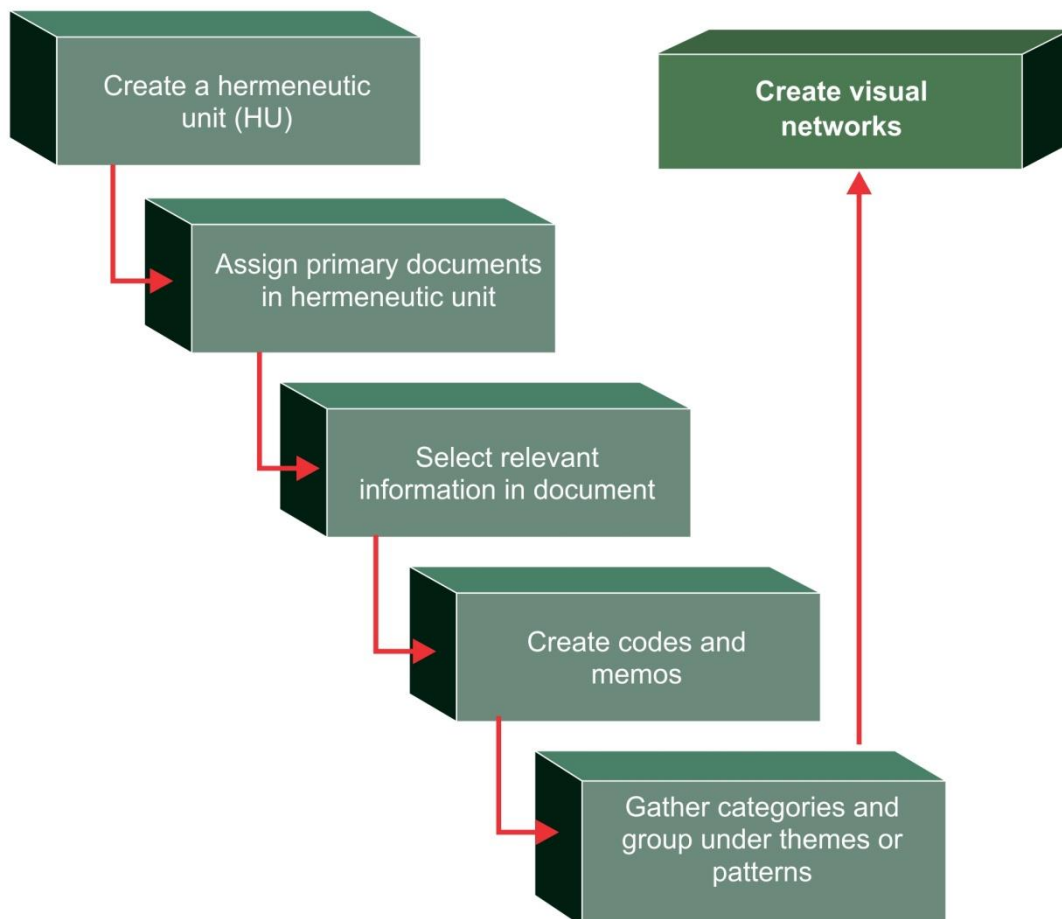 Create a hermeneutic
unit (HU)
Assign primary documents
in hermeneutic unit
Select relevant
information in document
Create codes and
memos
Gather categories and
group under themes or
patterns
Create visual
networks